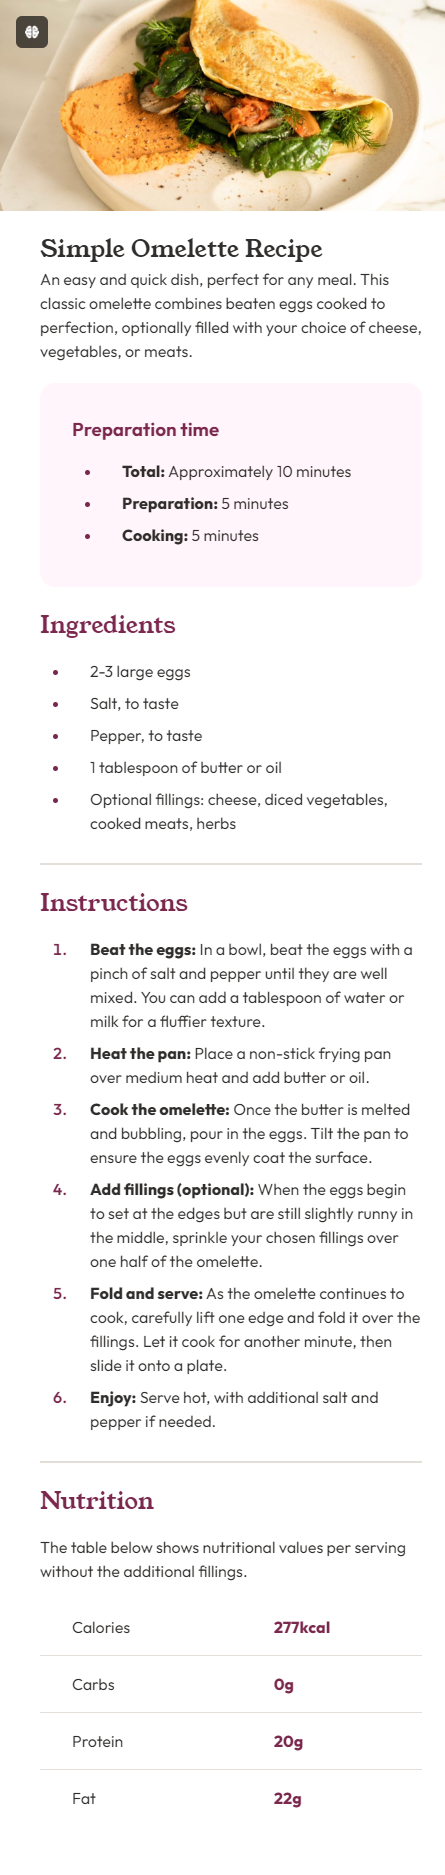 Simple Omelette Recipe
An easy and quick dish, perfect for any meal. This
classic omelette combines beaten eggs cooked to
perfection, optionally filled with your choice of cheese,
vegetables, or meats.
Preparation time
• Total: Approximately 10 minutes
• Preparation: 5 minutes
• Cooking: 5 minutes
Ingredients
• 2-3 large eggs
• Salt, to taste
• Pepper, to taste
• 1 tablespoon of butter or oil
• Optional fillings: cheese, diced vegetables,
cooked meats, herbs
Instructions
1. Beat the eggs: In a bowl, beat the eggs with a
pinch of salt and pepper until they are well
mixed. You can add a tablespoon of water or
milk for a fluffier texture.
2. Heat the pan: Place a non-stick frying pan
over medium heat and add butter or oil.
3. Cook the omelette: Once the butter is melted
and bubbling, pour in the eggs. Tilt the pan to
ensure the eggs evenly coat the surface.
4. Add fillings (optional): When the eggs begin
to set at the edges but are still slightly runny in
the middle, sprinkle your chosen fillings over
one half of the omelette.
5. Fold and serve: As the omelette continues to
cook, carefully lift one edge and fold it over the
fillings. Let it cook for another minute, then
slide it onto a plate.
6. Enjoy: Serve hot, with additional salt and
pepper if needed.
Nutrition
The table below shows nutritional values per serving
without the additional fillings.
Calories 277kcal
Carbs 0g
Protein 20g
Fat 22g